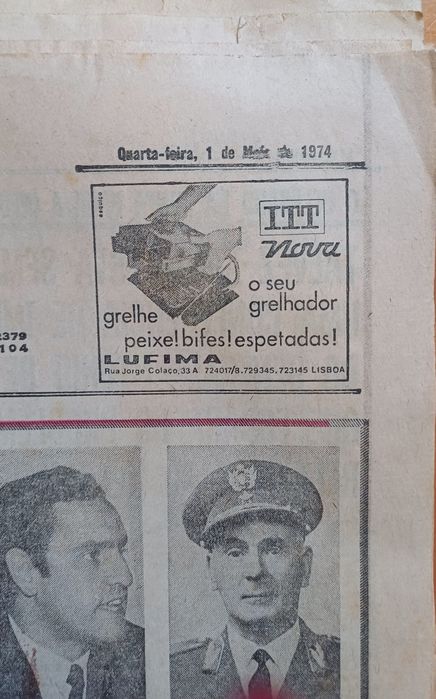 Quarta-feira, 1 de Maio de 1974
esquiço
ITT
Nova
o seu
grelhador
grelhe
peixe! bifes! espetadas!
LUFIMA
Rua Jorge Colaço, 33 A 724017/8.729345.723145 LISBOA
2379
104